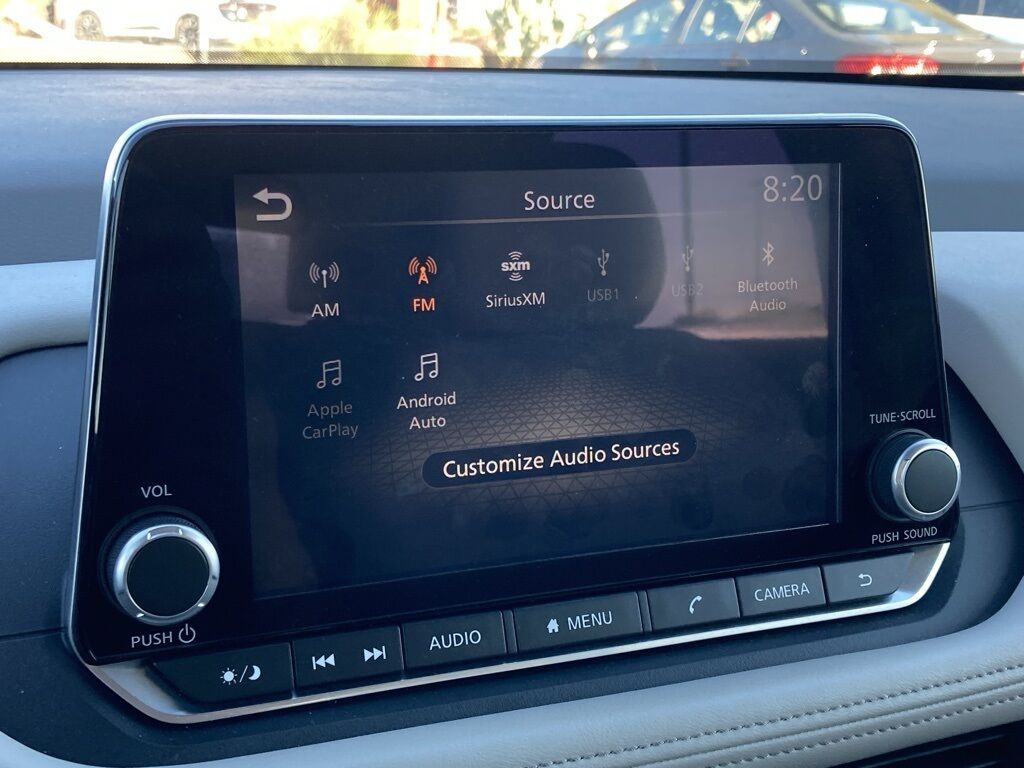 Source
8:20
AM
FM
sxm
SiriusXM
USB1
USB2
Bluetooth
Audio
Apple
CarPlay
Android
Auto
Customize Audio Sources
TUNE·SCROLL
PUSH SOUND
VOL
PUSH
AUDIO
MENU
CAMERA